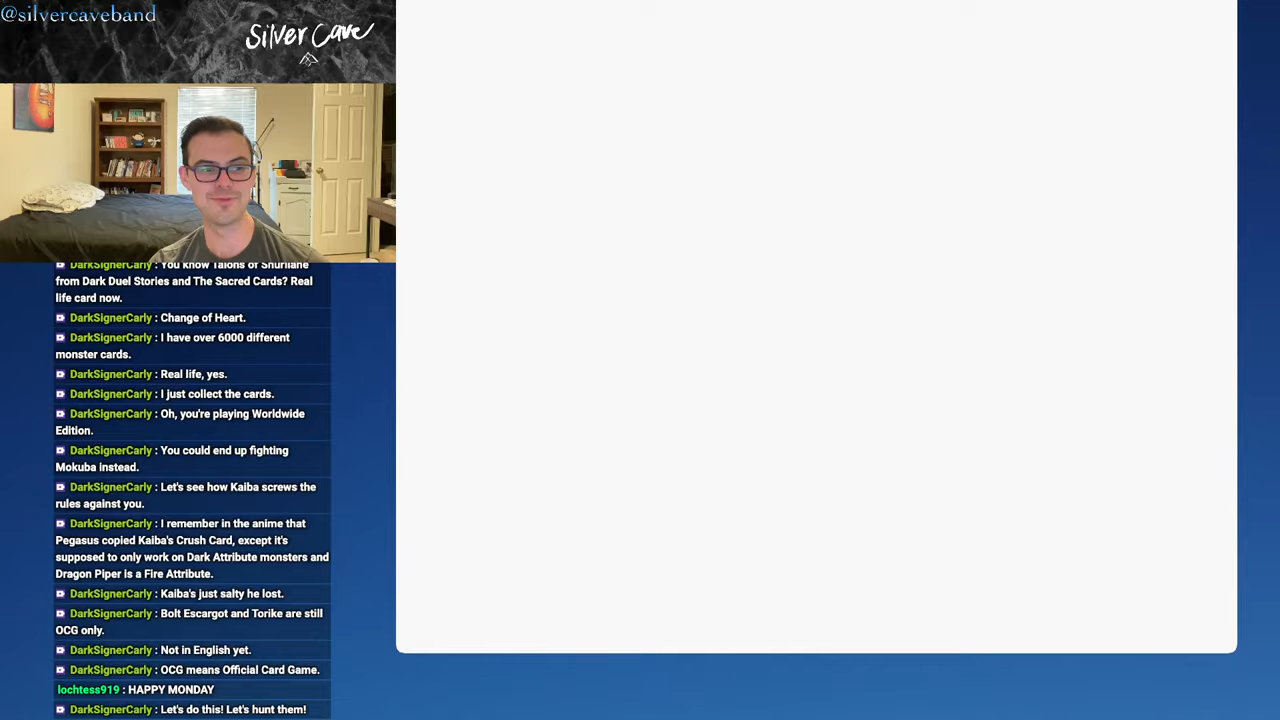 @silvercaveband
Silver Cave
DarkSignerCarly : You know Talons of Shurilane
from Dark Duel Stories and The Sacred Cards? Real
life card now.
DarkSignerCarly : Change of Heart.
DarkSignerCarly : I have over 6000 different
monster cards.
DarkSignerCarly : Real life, yes.
DarkSignerCarly : I just collect the cards.
DarkSignerCarly : Oh, you're playing Worldwide
Edition.
DarkSignerCarly : You could end up fighting
Mokuba instead.
DarkSignerCarly : Let's see how Kaiba screws the
rules against you.
DarkSignerCarly : I remember in the anime that
Pegasus copied Kaiba's Crush Card, except it's
supposed to only work on Dark Attribute monsters and
Dragon Piper is a Fire Attribute.
DarkSignerCarly : Kaiba's just salty he lost.
DarkSignerCarly : Bolt Escargot and Torike are still
OCG only.
DarkSignerCarly : Not in English yet.
DarkSignerCarly : OCG means Official Card Game.
lochtess919 : HAPPY MONDAY
DarkSignerCarly : Let's do this! Let's hunt them!